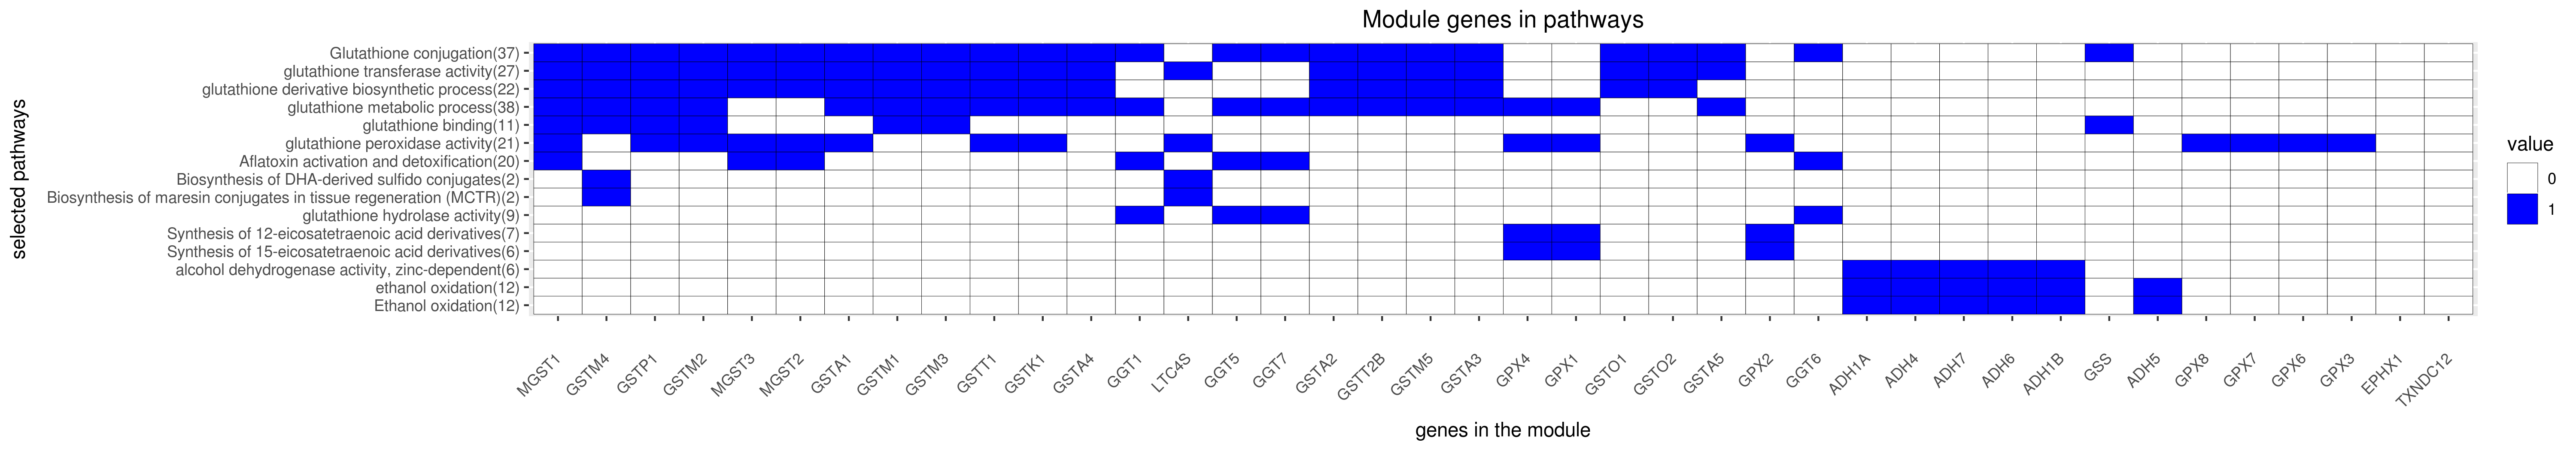 Module genes in pathways
selected pathways
Glutathione conjugation(37)
glutathione transferase activity(27)
glutathione derivative biosynthetic process(22)
glutathione metabolic process(38)
glutathione binding(11)
glutathione peroxidase activity(21)
Aflatoxin activation and detoxification(20)
Biosynthesis of DHA-derived sulfido conjugates(2)
Biosynthesis of maresin conjugates in tissue regeneration (MCTR)(2)
glutathione hydrolase activity(9)
Synthesis of 12-eicosatetraenoic acid derivatives(7)
Synthesis of 15-eicosatetraenoic acid derivatives(6)
alcohol dehydrogenase activity, zinc-dependent(6)
ethanol oxidation(12)
Ethanol oxidation(12)
MGST1
GSTM4
GSTP1
GSTM2
MGST3
MGST2
GSTA1
GSTM1
GSTM3
GSTT1
GSTK1
GSTA4
GGT1
LTC4S
GGT5
GGT7
GSTA2
GSTT2B
GSTM5
GSTA3
GPX4
GPX1
GSTO1
GSTO2
GSTA5
GPX2
GGT6
ADH1A
ADH4
ADH7
ADH6
ADH1B
GSS
ADH5
GPX8
GPX7
GPX6
GPX3
EPHX1
TXNDC12
genes in the module
value
0
1